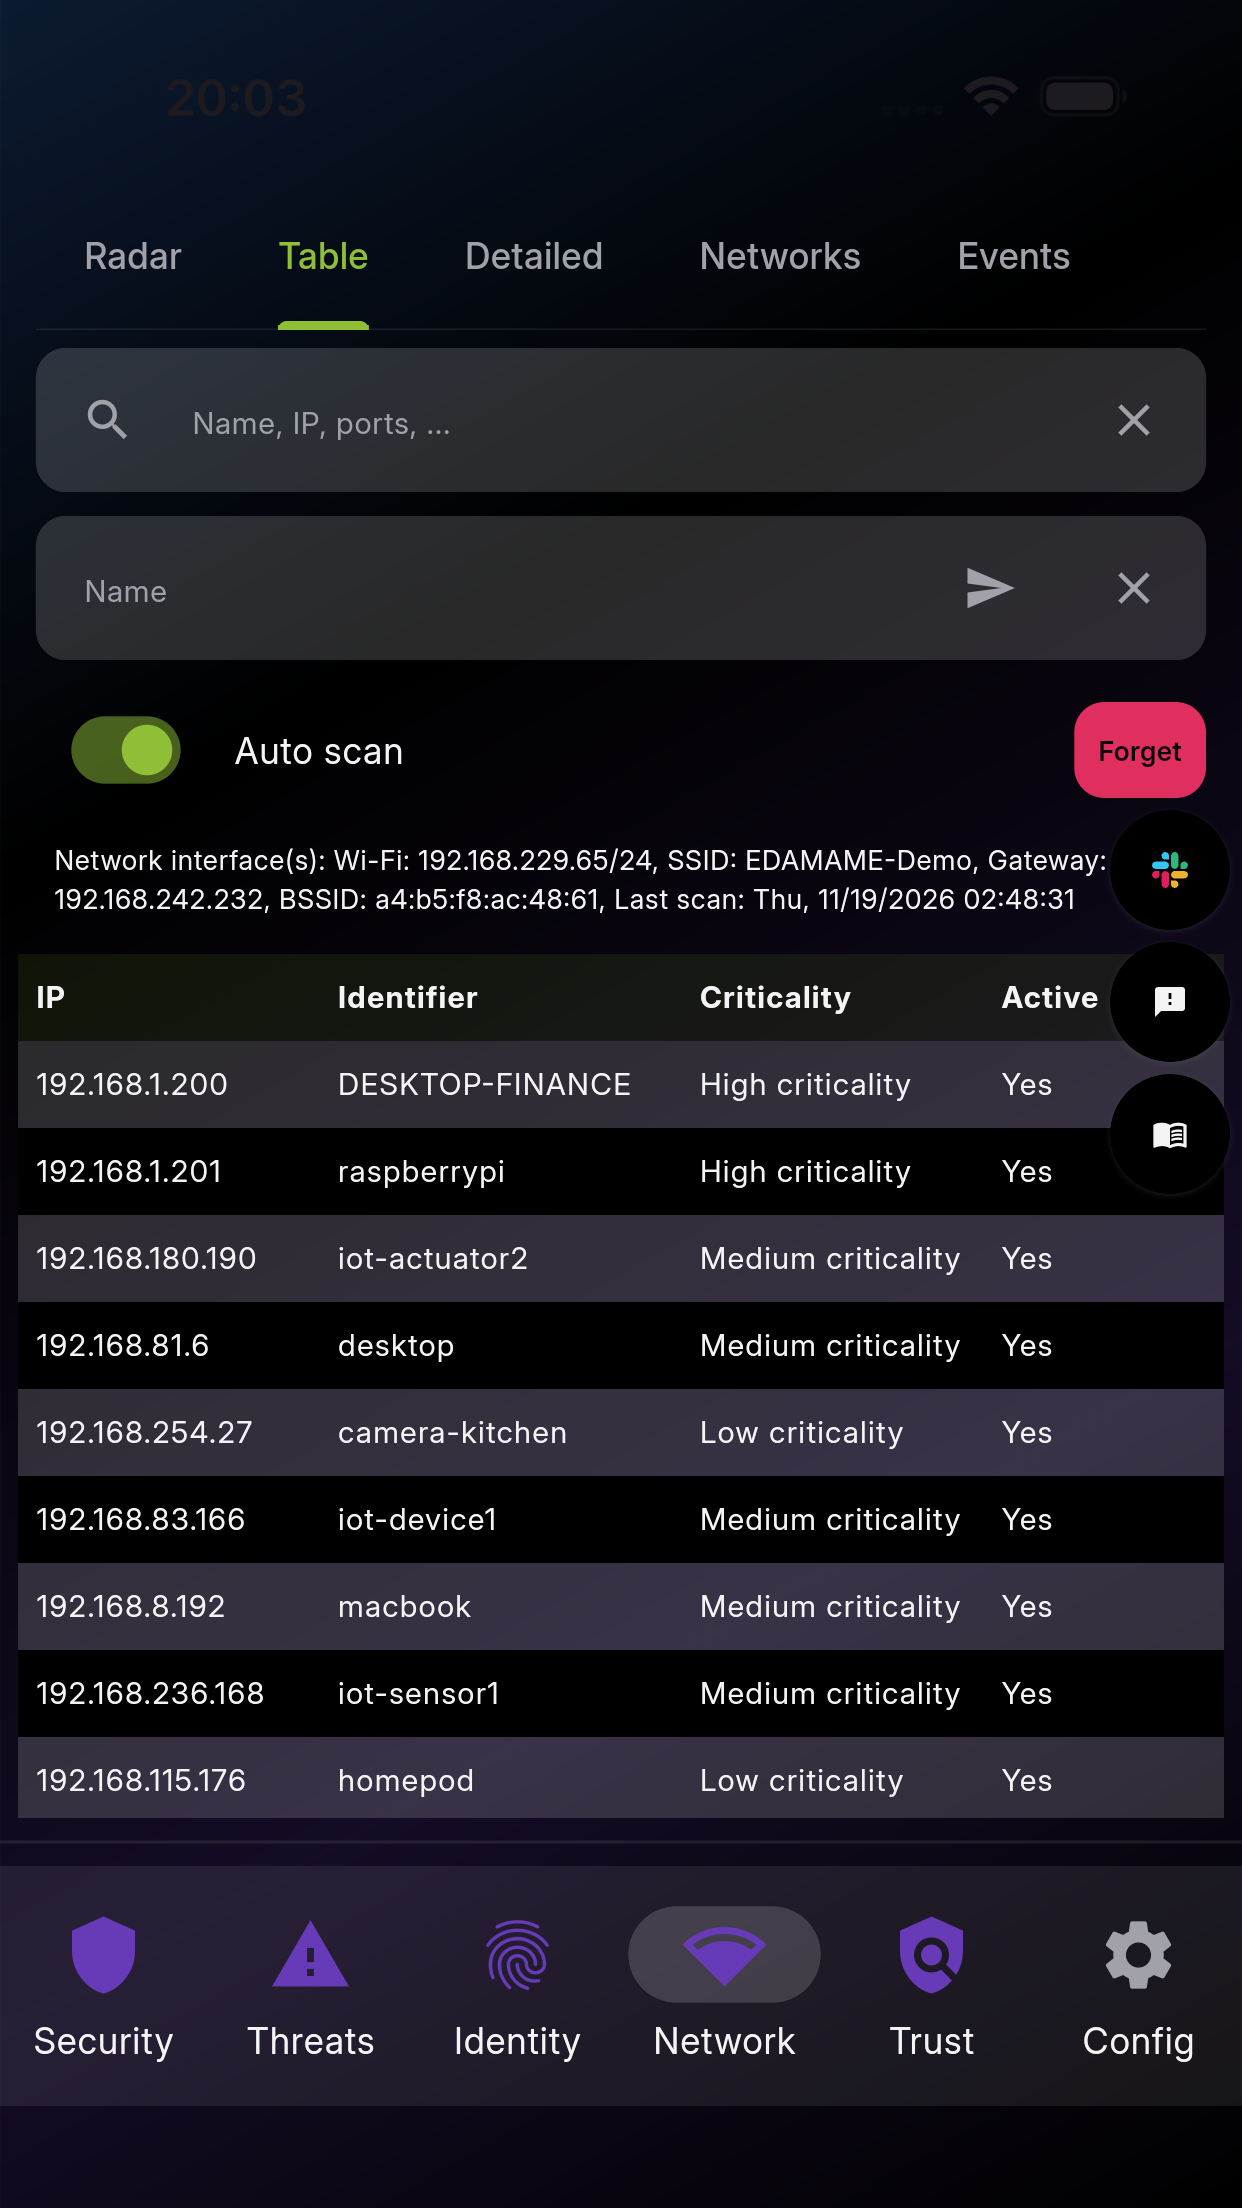 20:03
Radar Table Detailed Networks Events
Name, IP, ports, ...
Name
Auto scan Forget
Network interface(s): Wi-Fi: 192.168.229.65/24, SSID: EDAMAME-Demo, Gateway:
192.168.242.232, BSSID: a4:b5:f8:ac:48:61, Last scan: Thu, 11/19/2026 02:48:31
IP Identifier Criticality Active
192.168.1.200 DESKTOP-FINANCE High criticality Yes
192.168.1.201 raspberrypi High criticality Yes
192.168.180.190 iot-actuator2 Medium criticality Yes
192.168.81.6 desktop Medium criticality Yes
192.168.254.27 camera-kitchen Low criticality Yes
192.168.83.166 iot-device1 Medium criticality Yes
192.168.8.192 macbook Medium criticality Yes
192.168.236.168 iot-sensor1 Medium criticality Yes
192.168.115.176 homepod Low criticality Yes
Security Threats Identity Network Trust Config